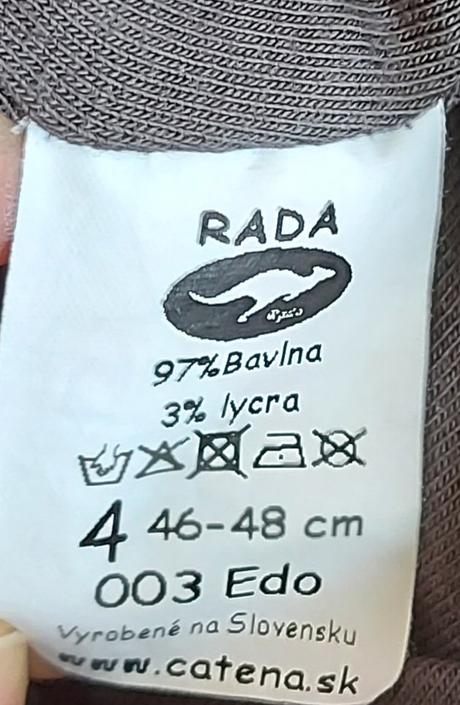 RADA
97%Bavlna
3% lycra
4 46-48 cm
003 Edo
Vyrobené na Slovensku
www.catena.sk